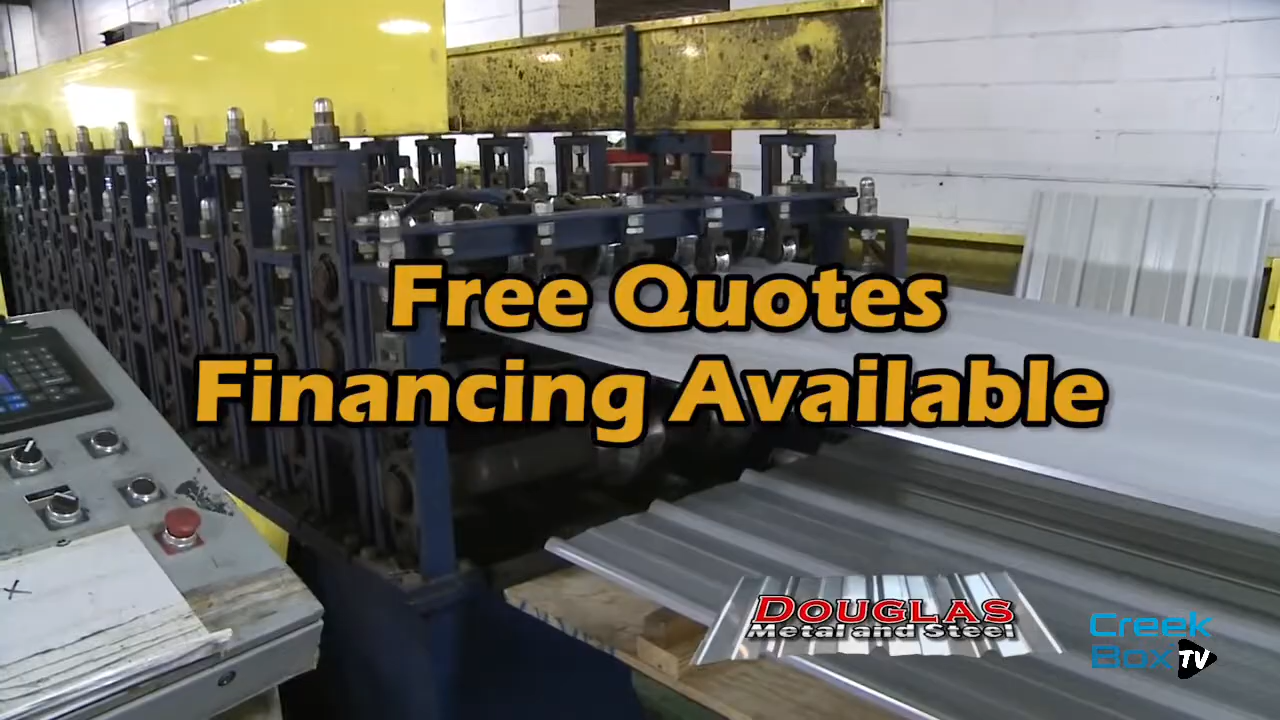 Free Quotes
Financing Available
DOUGLAS
Metal and Steel
Creek
Box TV
X